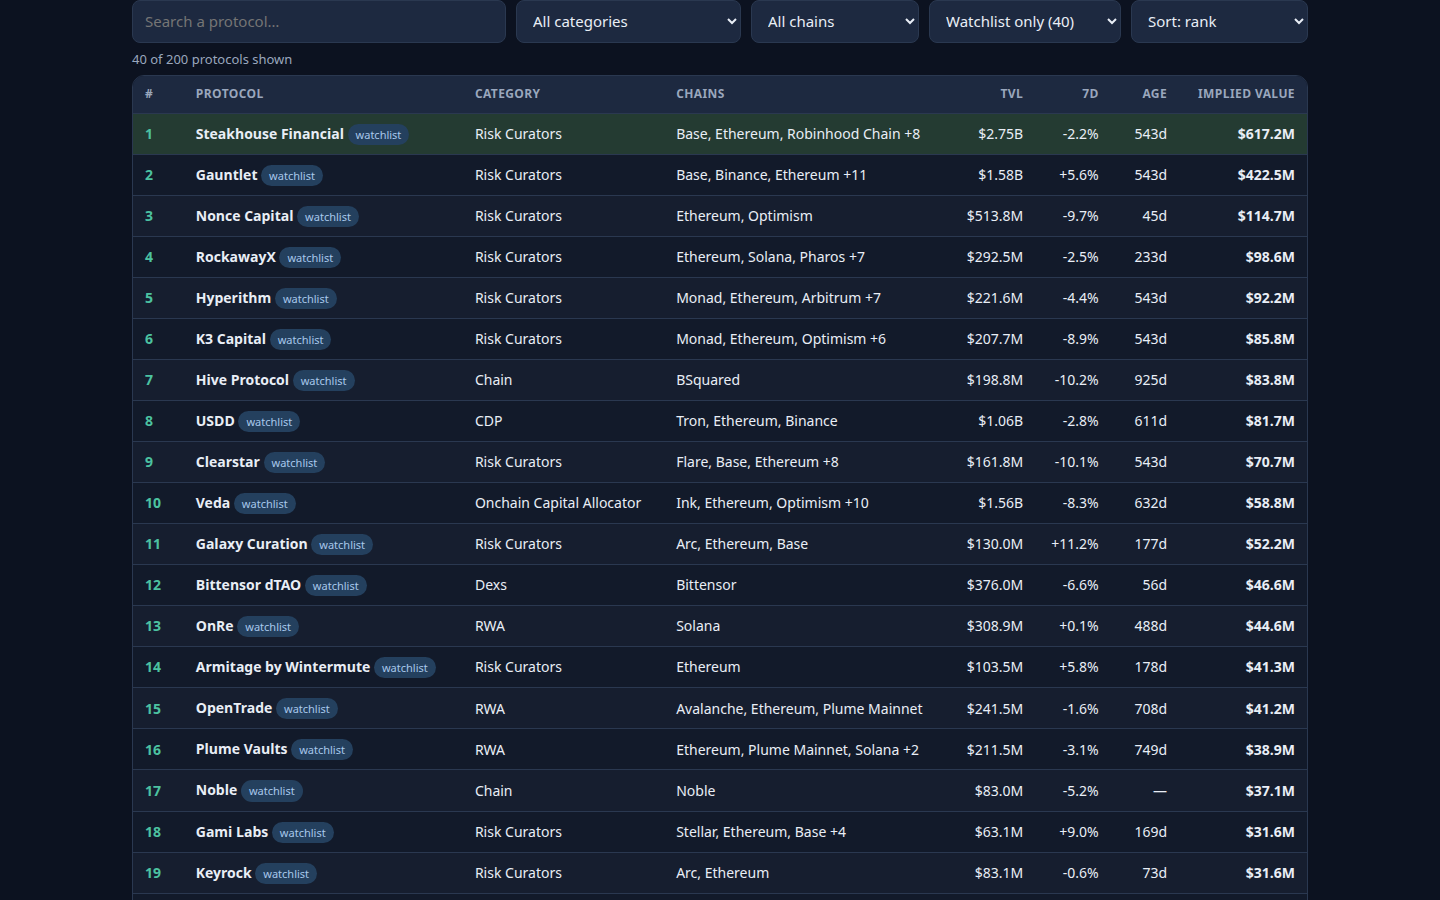 Search a protocol... All categories All chains Watchlist only (40) Sort: rank
40 of 200 protocols shown
# PROTOCOL CATEGORY CHAINS TVL 7D AGE IMPLIED VALUE
1 Steakhouse Financial watchlist Risk Curators Base, Ethereum, Robinhood Chain +8 $2.75B -2.2% 543d $617.2M
2 Gauntlet watchlist Risk Curators Base, Binance, Ethereum +11 $1.58B +5.6% 543d $422.5M
3 Nonce Capital watchlist Risk Curators Ethereum, Optimism $513.8M -9.7% 45d $114.7M
4 RockawayX watchlist Risk Curators Ethereum, Solana, Pharos +7 $292.5M -2.5% 233d $98.6M
5 Hyperithm watchlist Risk Curators Monad, Ethereum, Arbitrum +7 $221.6M -4.4% 543d $92.2M
6 K3 Capital watchlist Risk Curators Monad, Ethereum, Optimism +6 $207.7M -8.9% 543d $85.8M
7 Hive Protocol watchlist Chain BSquared $198.8M -10.2% 925d $83.8M
8 USDD watchlist CDP Tron, Ethereum, Binance $1.06B -2.8% 611d $81.7M
9 Clearstar watchlist Risk Curators Flare, Base, Ethereum +8 $161.8M -10.1% 543d $70.7M
10 Veda watchlist Onchain Capital Allocator Ink, Ethereum, Optimism +10 $1.56B -8.3% 632d $58.8M
11 Galaxy Curation watchlist Risk Curators Arc, Ethereum, Base $130.0M +11.2% 177d $52.2M
12 Bittensor dTAO watchlist Dexs Bittensor $376.0M -6.6% 56d $46.6M
13 OnRe watchlist RWA Solana $308.9M +0.1% 488d $44.6M
14 Armitage by Wintermute watchlist Risk Curators Ethereum $103.5M +5.8% 178d $41.3M
15 OpenTrade watchlist RWA Avalanche, Ethereum, Plume Mainnet $241.5M -1.6% 708d $41.2M
16 Plume Vaults watchlist RWA Ethereum, Plume Mainnet, Solana +2 $211.5M -3.1% 749d $38.9M
17 Noble watchlist Chain Noble $83.0M -5.2% — $37.1M
18 Gami Labs watchlist Risk Curators Stellar, Ethereum, Base +4 $63.1M +9.0% 169d $31.6M
19 Keyrock watchlist Risk Curators Arc, Ethereum $83.1M -0.6% 73d $31.6M